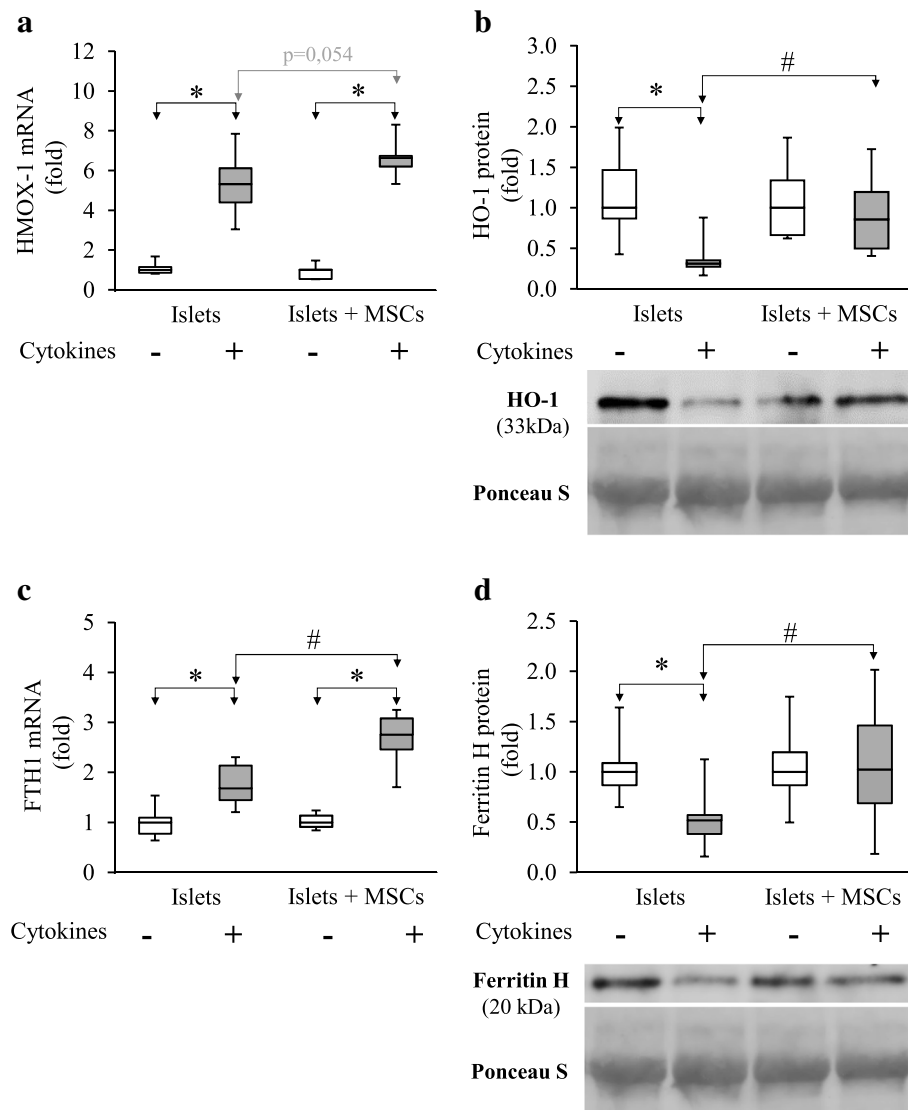 a
HMOX-1 mRNA
(fold)
12
10
8
6
4
2
0
p=0,054
*
*
Islets
Islets + MSCs
Cytokines
-
+
-
+
b
HO-1 protein
(fold)
3.0
2.5
2.0
1.5
1.0
0.5
0.0
#
*
Islets
Islets + MSCs
Cytokines
-
+
-
+
HO-1
(33kDa)
Ponceau S
c
FTH1 mRNA
(fold)
5
4
3
2
1
0
#
*
*
Islets
Islets + MSCs
Cytokines
-
+
-
+
d
Ferritin H protein
(fold)
2.5
2.0
1.5
1.0
0.5
0.0
#
*
Islets
Islets + MSCs
Cytokines
-
+
-
+
Ferritin H
(20 kDa)
Ponceau S